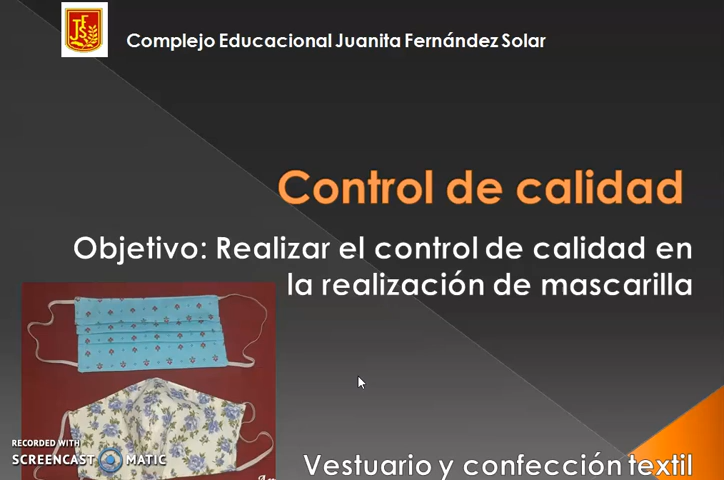 Complejo Educacional Juanita Fernández Solar
Control de calidad
Objetivo: Realizar el control de calidad en
la realización de mascarilla
RECORDED WITH
SCREENCAST MATIC
Vestuario y confección textil